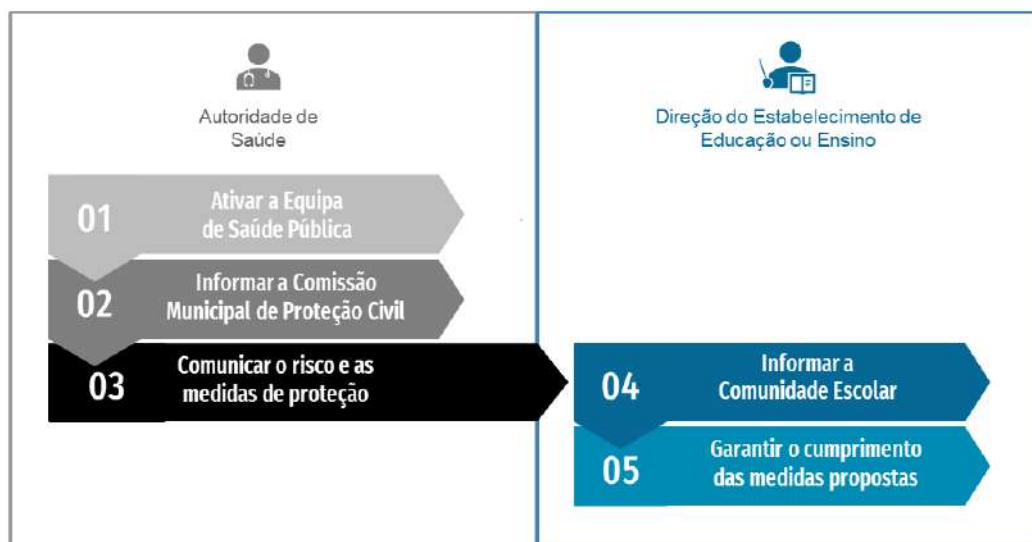 Autoridade de
Saúde
Direção do Estabelecimento de
Educação ou Ensino
01
Ativar a Equipa
de Saúde Pública
02
Informar a Comissão
Municipal de Proteção Civil
03
Comunicar o risco e as
medidas de proteção
04
Informar a
Comunidade Escolar
05
Garantir o cumprimento
das medidas propostas